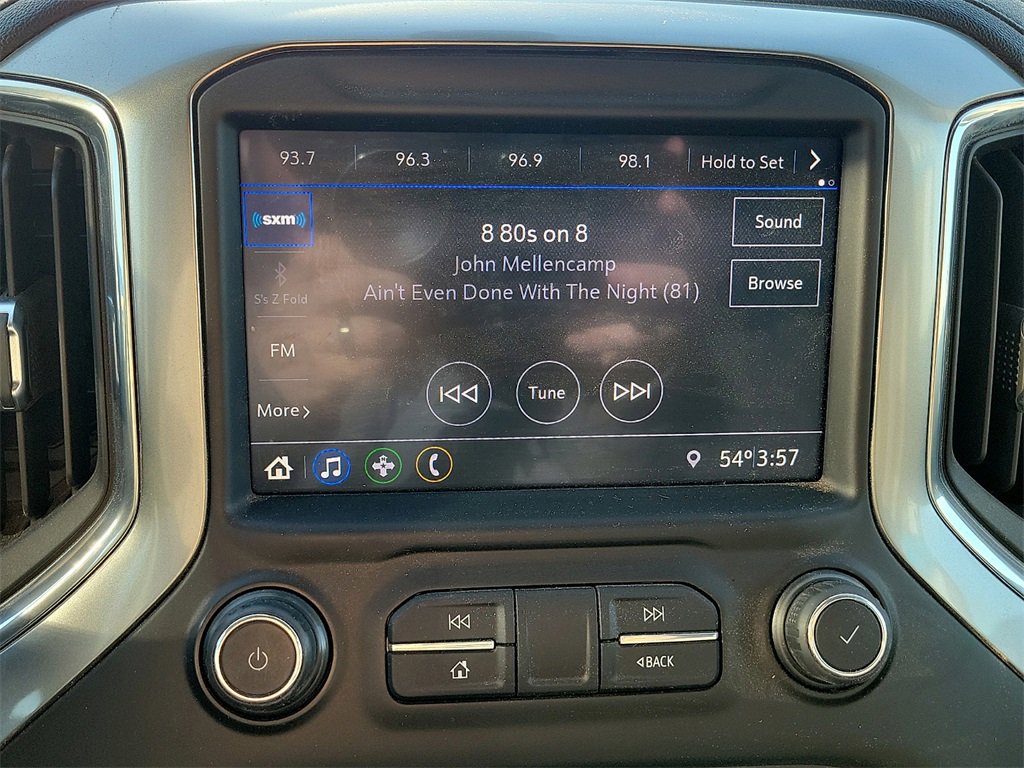 93.7 96.3 96.9 98.1 Hold to Set
sxm
8 80s on 8
Sound
John Mellencamp
S's Z Fold
Ain't Even Done With The Night (81)
Browse
FM
Tune
More
54° 3:57
BACK